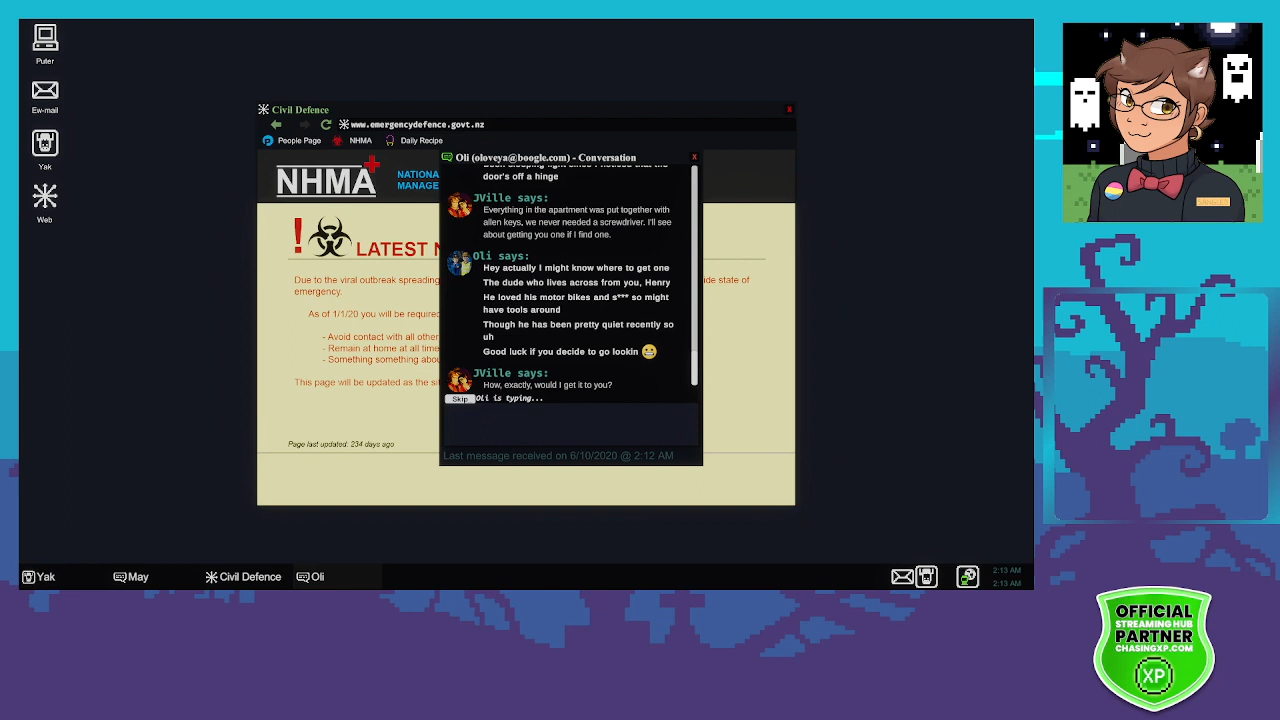 Puter
Ew-mail
Yak
Web
Civil Defence
www.emergencydefence.govt.nz
People Page
NHMA
Daily Recipe
NHMA
NATIONA
MANAGE
! LATEST N
Due to the viral outbreak spreading
ide state of
emergency.
As of 1/1/20 you will be require
- Avoid contact with all other
- Remain at home at all time
- Something something abou
This page will be updated as the si
Page last updated: 234 days ago
Oli (oloveya@boogle.com) - Conversation
door's off a hinge
JVille says:
Everything in the apartment was put together with
allen keys, we never needed a screwdriver. I'll see
about getting you one if I find one.
Oli says:
Hey actually I might know where to get one
The dude who lives across from you, Henry
He loved his motor bikes and s*** so might
have tools around
Though he has been pretty quiet recently so
uh
Good luck if you decide to go lookin 😬
JVille says:
How, exactly, would I get it to you?
Skip
Oli is typing...
Last message received on 6/10/2020 @ 2:12 AM
Yak
May
Civil Defence
Oli
2:13 AM
2:13 AM
OFFICIAL
STREAMING HUB
PARTNER
CHASINGXP.COM
XP